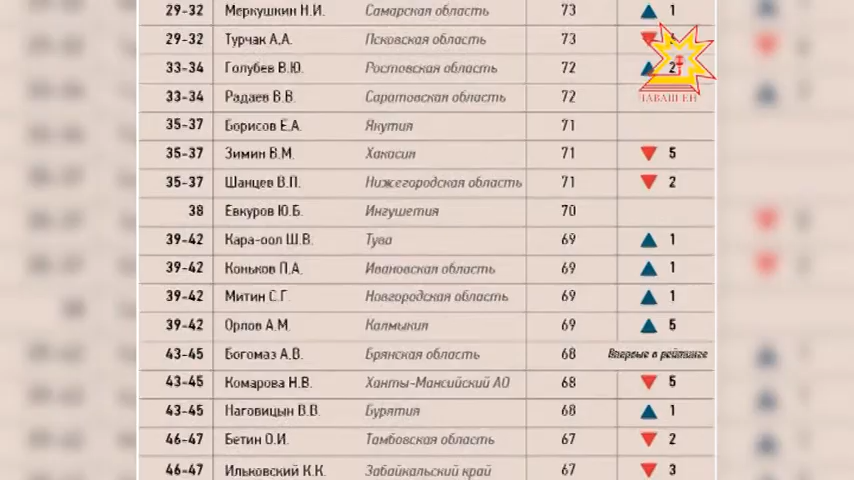 29-32 Меркушкин Н.И. Самарская область 73 1
29-32 Турчак А.А. Псковская область 73
33-34 Голубев В.Ю. Ростовская область 72 2
33-34 Радаев В.В. Саратовская область 72
35-37 Борисов Е.А. Якутия 71
35-37 Зимин В.М. Хакасия 71 5
35-37 Шанцев В.П. Нижегородская область 71 2
38 Евкуров Ю.Б. Ингушетия 70
39-42 Кара-оол Ш.В. Тува 69 1
39-42 Коньков П.А. Ивановская область 69 1
39-42 Митин С.Г. Новгородская область 69 1
39-42 Орлов А.М. Калмыкия 69 5
43-45 Богомаз А.В. Брянская область 68 Впервые в рейтинге
43-45 Комарова Н.В. Ханты-Мансийский АО 68 5
43-45 Наговицын В.В. Бурятия 68 1
46-47 Бетин О.И. Тамбовская область 67 2
46-47 Ильковский К.К. Забайкальский край 67 3